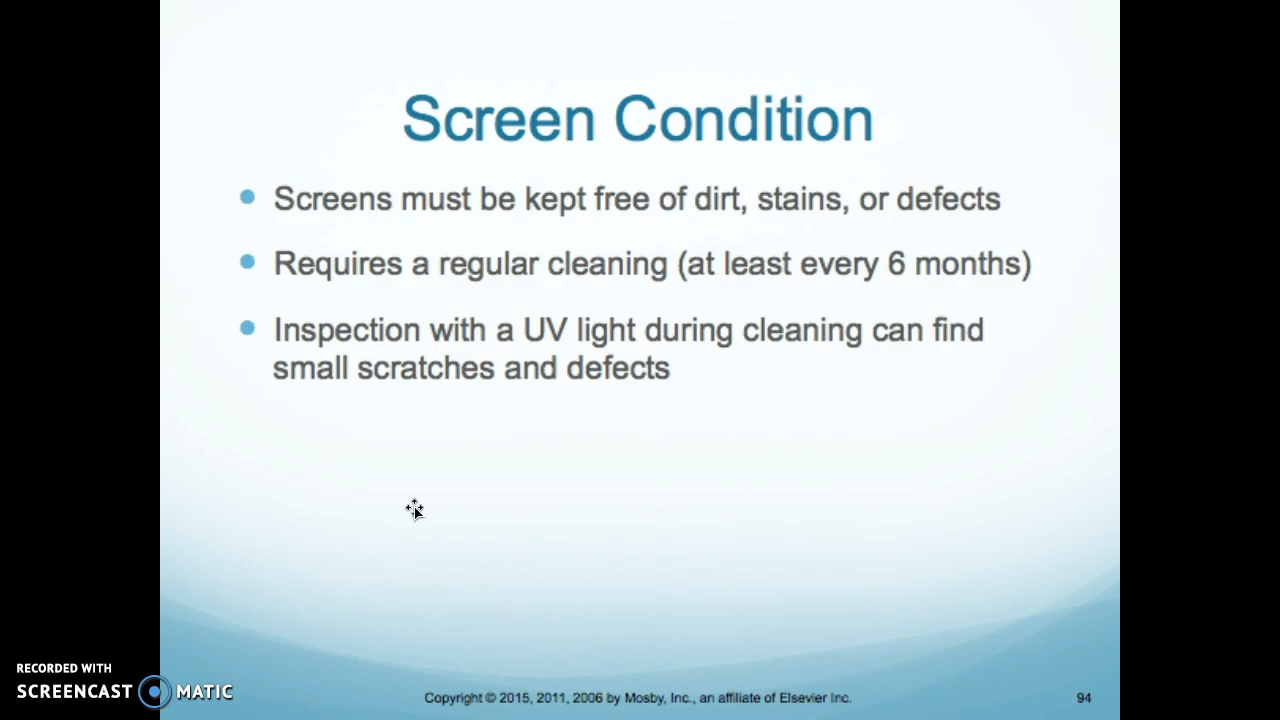 Screen Condition
Screens must be kept free of dirt, stains, or defects
Requires a regular cleaning (at least every 6 months)
Inspection with a UV light during cleaning can find
small scratches and defects
RECORDED WITH
SCREENCAST MATIC
Copyright © 2015, 2011, 2006 by Mosby, Inc., an affiliate of Elsevier Inc.
94